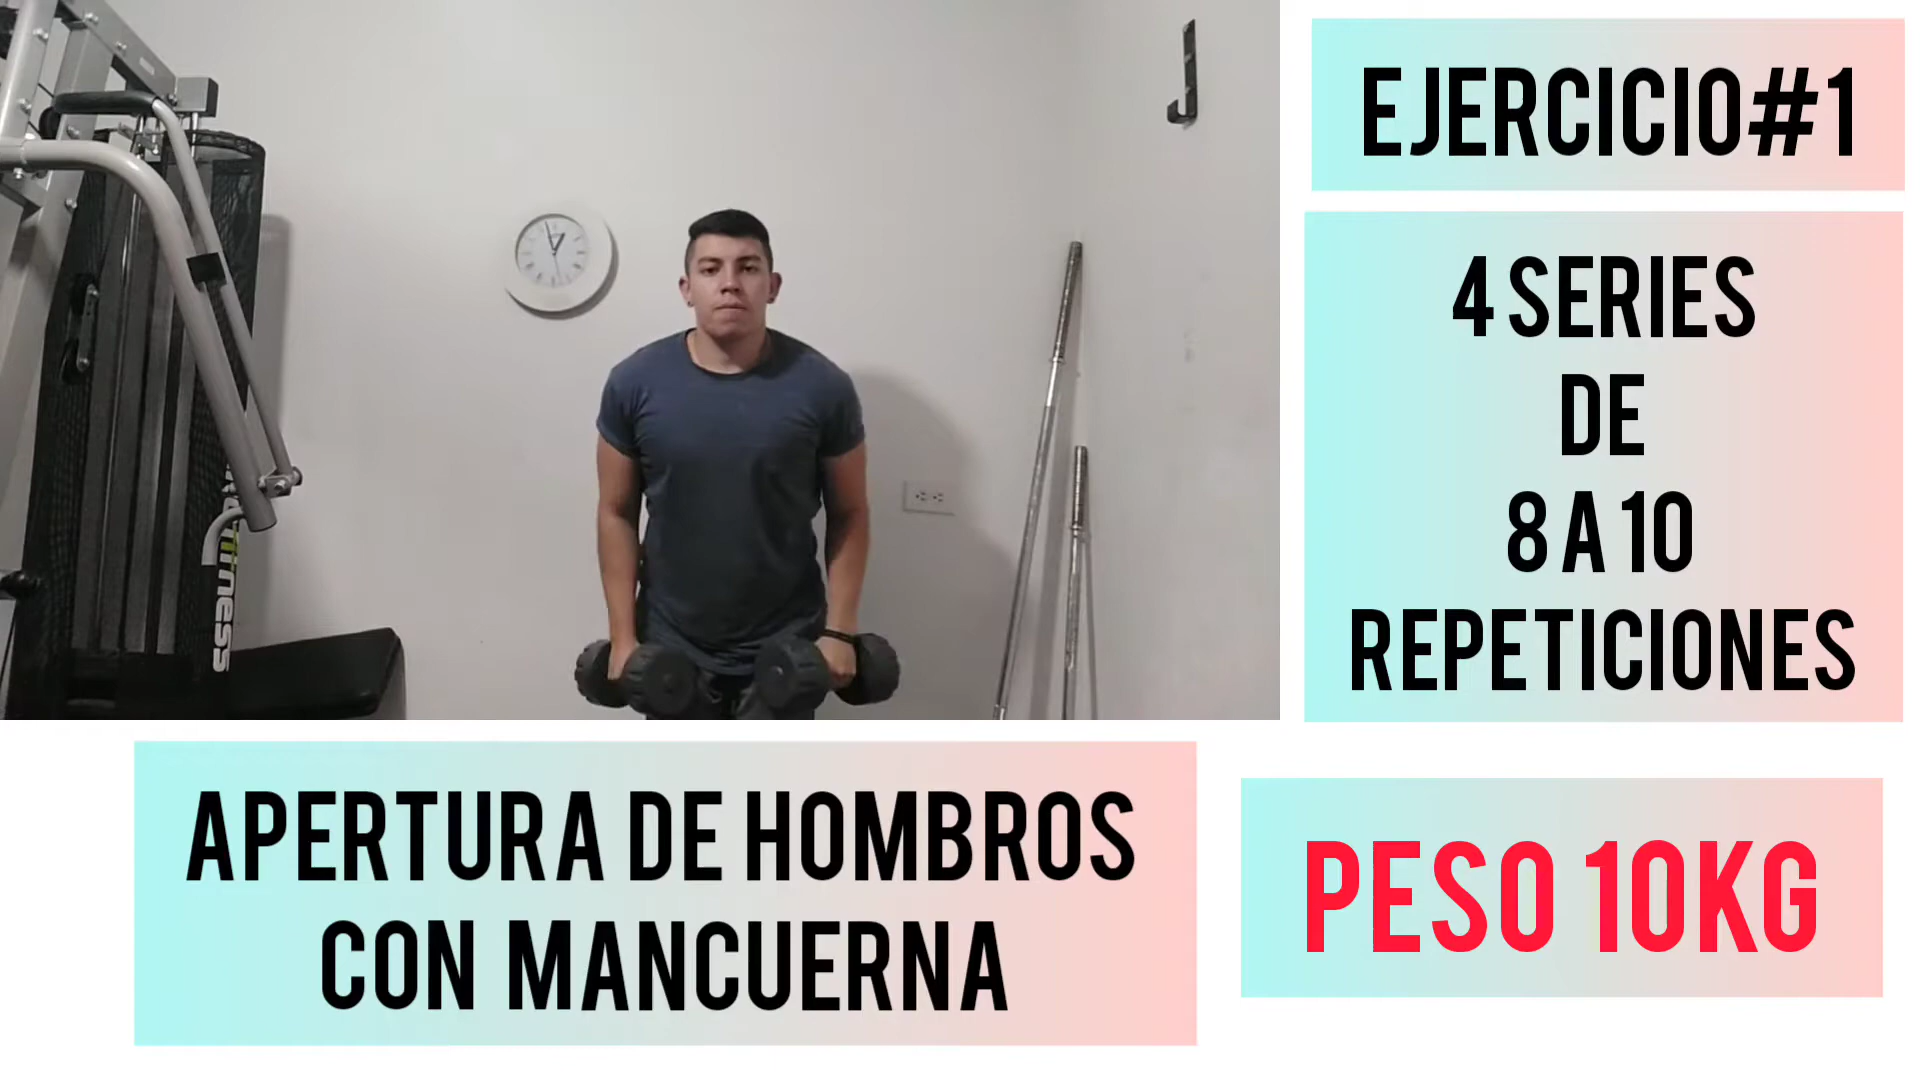 EJERCICIO#1
4 SERIES
DE
8 A 10
REPETICIONES
APERTURA DE HOMBROS
CON MANCUERNA
PESO 10KG